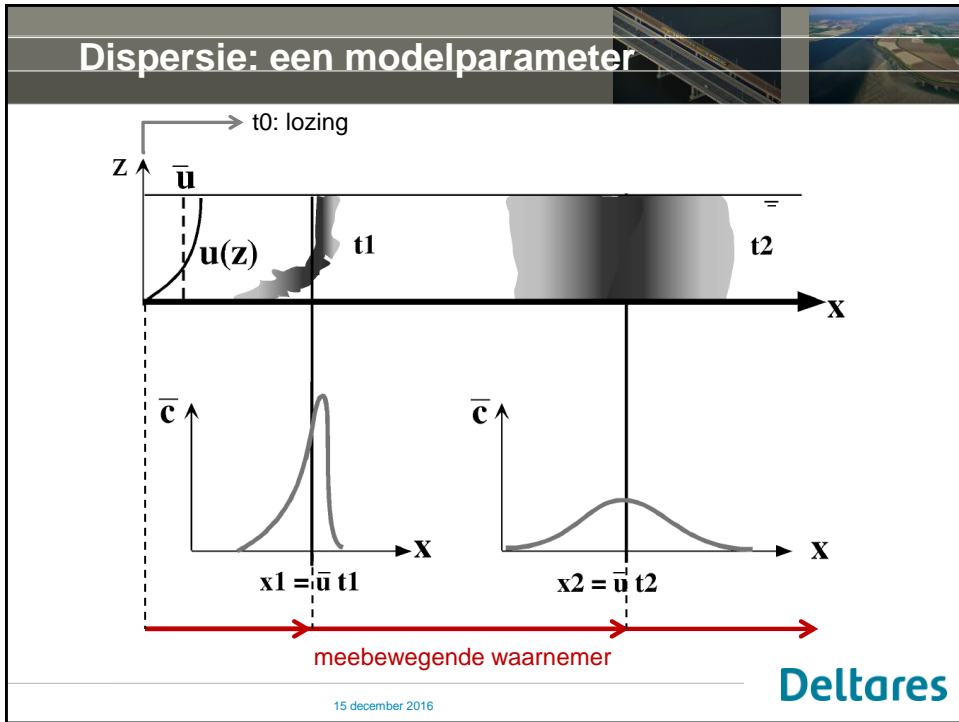 Dispersie: een modelparameter
t0: lozing
z
u̅
u(z)
t1
t2
x
c̅
c̅
x
x
x1 = u̅ t1
x2 = u̅ t2
meebewegende waarnemer
Deltares
15 december 2016